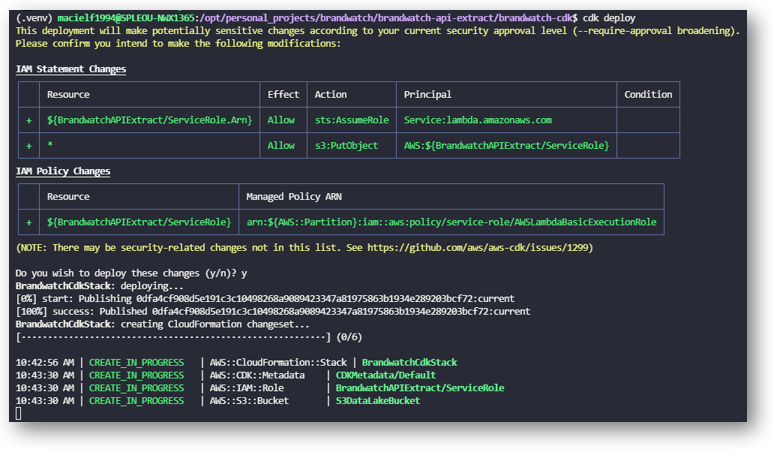 (.venv) macielf1994@SPLEOU-NWX1365:/opt/personal_projects/brandwatch/brandwatch-api-extract/brandwatch-cdk$ cdk deploy
This deployment will make potentially sensitive changes according to your current security approval level (--require-approval broadening).
Please confirm you intend to make the following modifications:
IAM Statement Changes
Resource Effect Action Principal Condition
+ ${BrandwatchAPIExtract/ServiceRole.Arn} Allow sts:AssumeRole Service:lambda.amazonaws.com
+ * Allow s3:PutObject AWS:${BrandwatchAPIExtract/ServiceRole}
IAM Policy Changes
Resource Managed Policy ARN
+ ${BrandwatchAPIExtract/ServiceRole} arn:${AWS::Partition}:iam::aws:policy/service-role/AWSLambdaBasicExecutionRole
(NOTE: There may be security-related changes not in this list. See https://github.com/aws/aws-cdk/issues/1299)
Do you wish to deploy these changes (y/n)? y
BrandwatchCdkStack: deploying...
[0%] start: Publishing 0dfa4cf908d5e191c3c10498268a9089423347a81975863b1934e289203bcf72:current
[100%] success: Published 0dfa4cf908d5e191c3c10498268a9089423347a81975863b1934e289203bcf72:current
BrandwatchCdkStack: creating CloudFormation changeset...
[··························································] (0/6)
10:42:56 AM | CREATE_IN_PROGRESS | AWS::CloudFormation::Stack | BrandwatchCdkStack
10:43:30 AM | CREATE_IN_PROGRESS | AWS::CDK::Metadata | CDKMetadata/Default
10:43:30 AM | CREATE_IN_PROGRESS | AWS::IAM::Role | BrandwatchAPIExtract/ServiceRole
10:43:30 AM | CREATE_IN_PROGRESS | AWS::S3::Bucket | S3DataLakeBucket